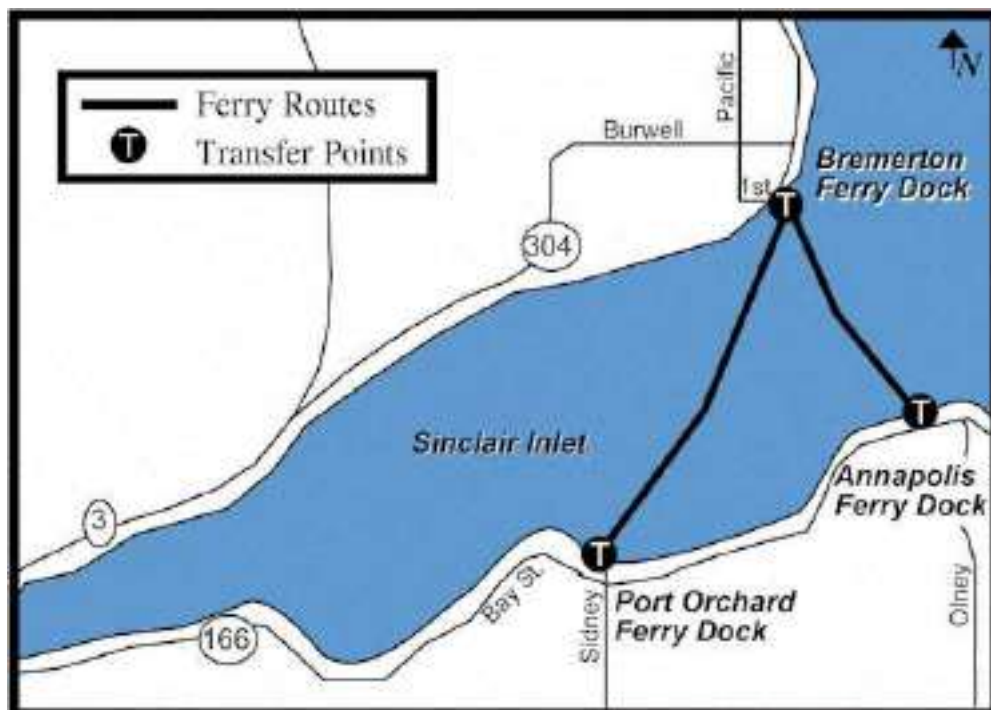 N
Ferry Routes
T
Transfer Points
Pacific
Burwell
Bremerton
Ferry Dock
1st
T
304
T
Sinclair Inlet
Annapolis
Ferry Dock
3
T
Bay St.
Port Orchard
Ferry Dock
Sidney
Olney
166